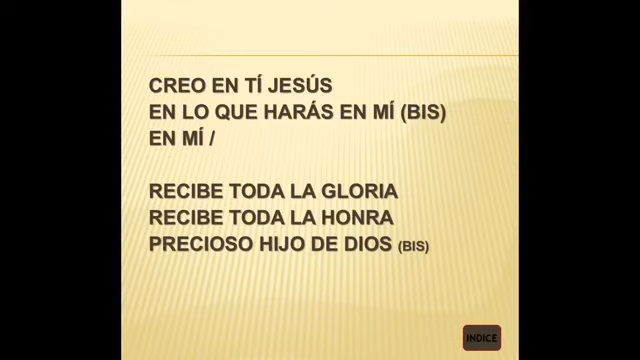 CREO EN TÍ JESÚS
EN LO QUE HARÁS EN MÍ (BIS)
EN MÍ /
RECIBE TODA LA GLORIA
RECIBE TODA LA HONRA
PRECIOSO HIJO DE DIOS (BIS)
INDICE